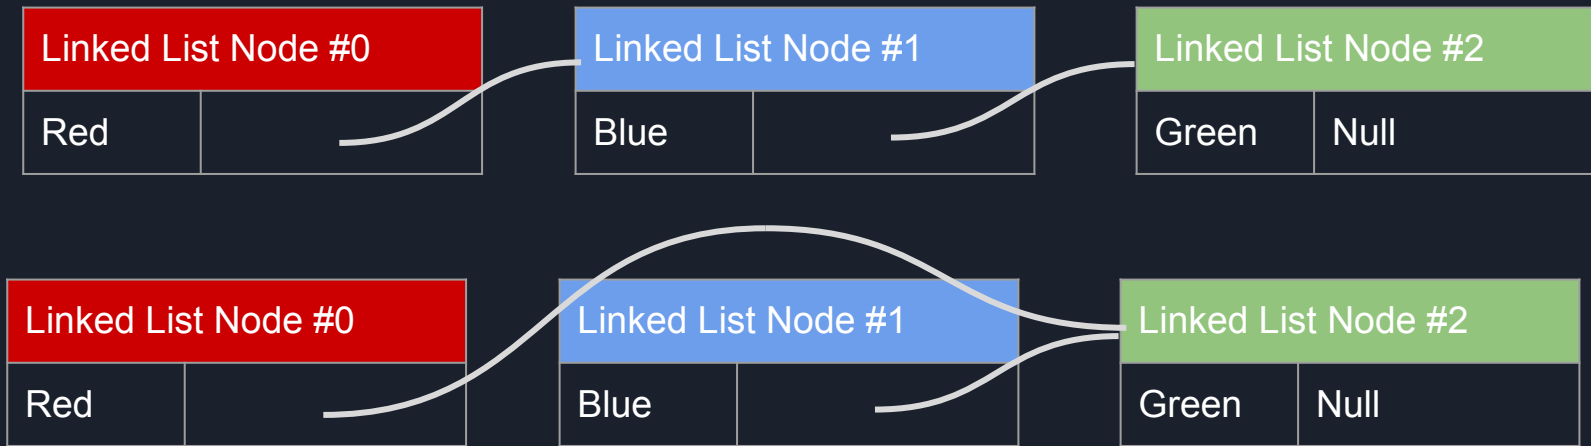 Linked List Node #0
Linked List Node #1
Linked List Node #2
Red
Blue
Green
Null
Linked List Node #0
Linked List Node #1
Linked List Node #2
Red
Blue
Green
Null